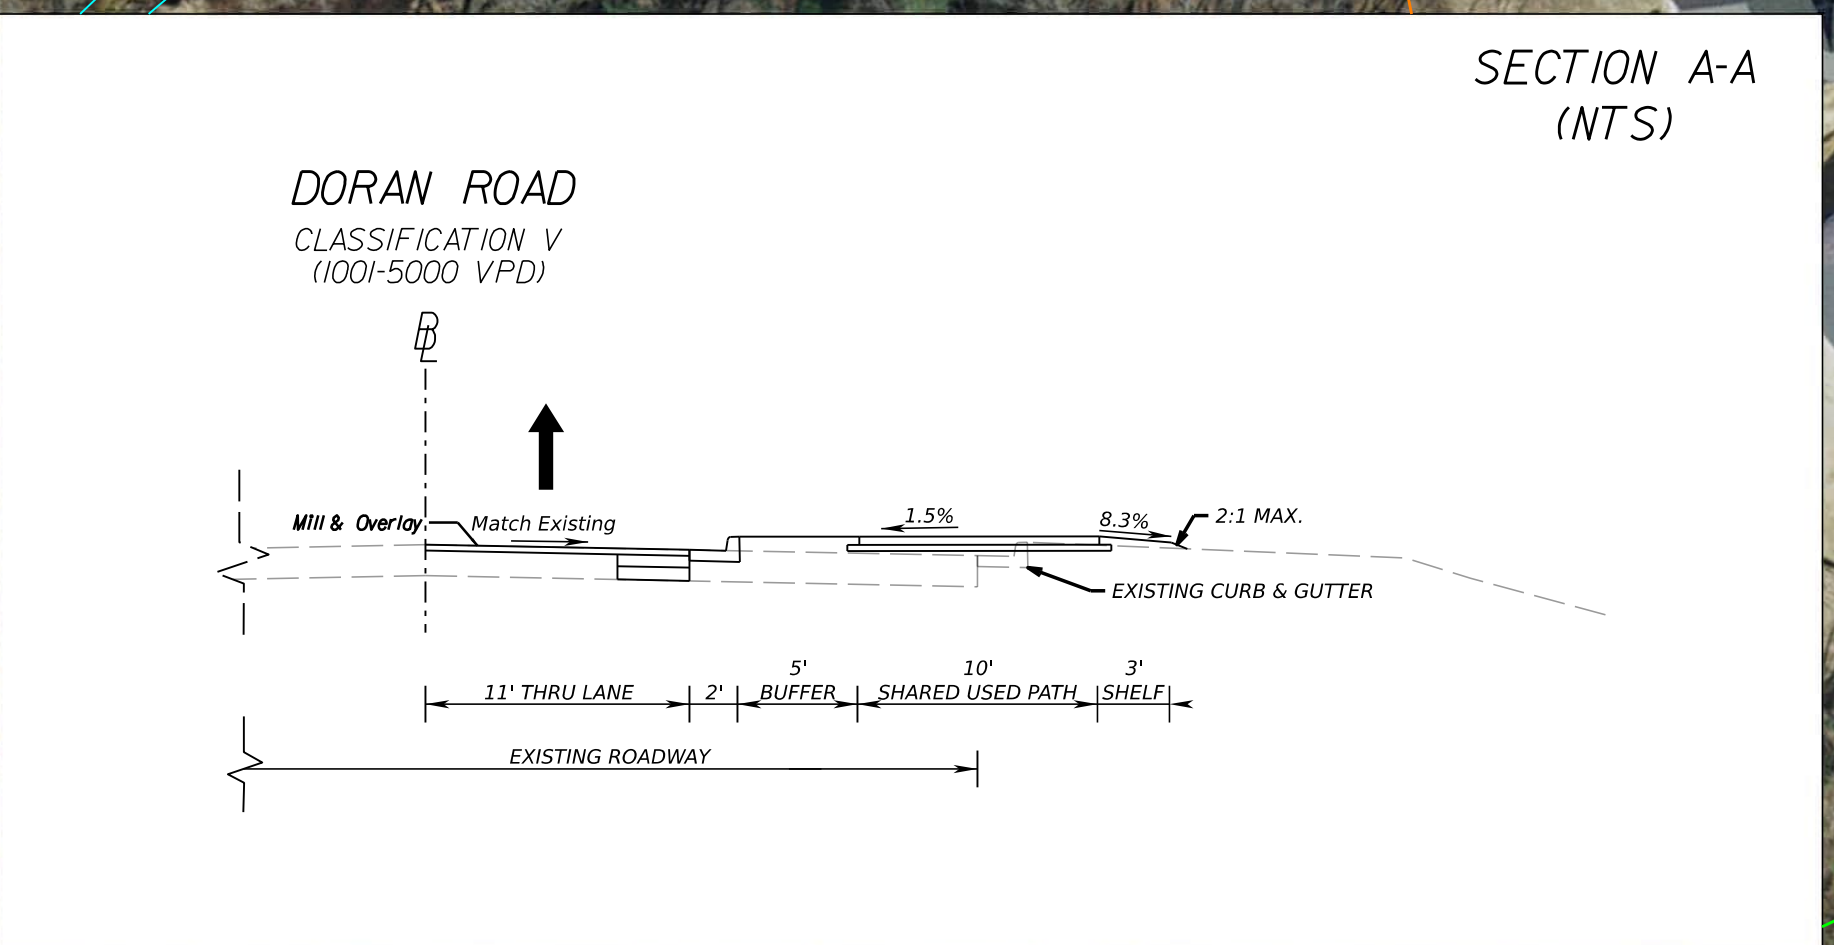 SECTION A-A
(NTS)
DORAN ROAD
CLASSIFICATION V
(1001-5000 VPD)
BL
Mill & Overlay
Match Existing
1.5%
8.3%
2:1 MAX.
EXISTING CURB & GUTTER
11' THRU LANE
2'
5'
BUFFER
10'
SHARED USED PATH
3'
SHELF
EXISTING ROADWAY